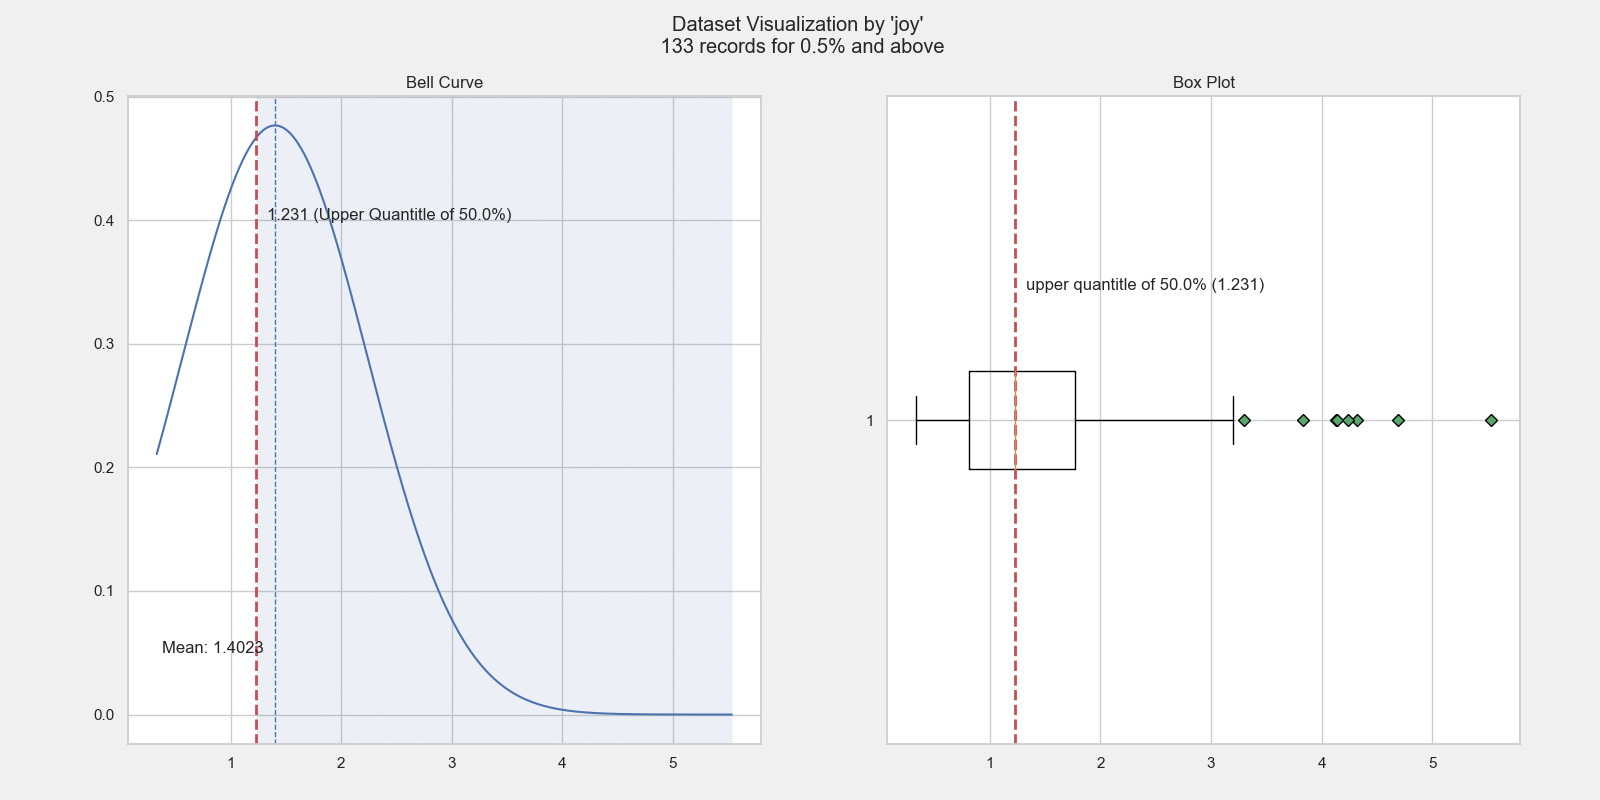 Dataset Visualization by 'joy'
133 records for 0.5% and above
Bell Curve
0.5
0.4
0.3
0.2
0.1
0.0
1.231 (Upper Quantitle of 50.0%)
Mean: 1.4023
1 2 3 4 5
Box Plot
upper quantitle of 50.0% (1.231)
1
1 2 3 4 5